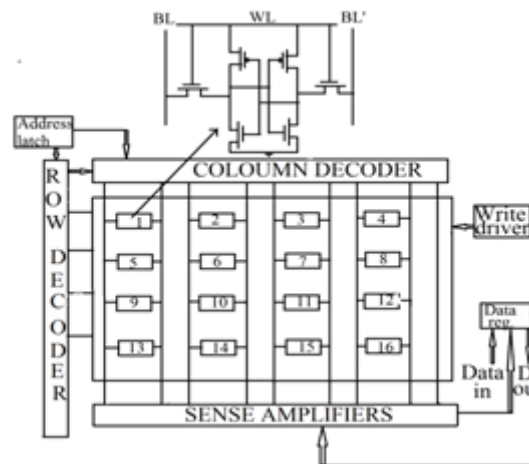 BL WL BL'
Address
latch
COLOUMN DECODER
ROW DECODER
1 2 3 4
Write
driver
5 6 7 8
9 10 11 12
Data
reg
13 14 15 16
Data
in
D
out
SENSE AMPLIFIERS